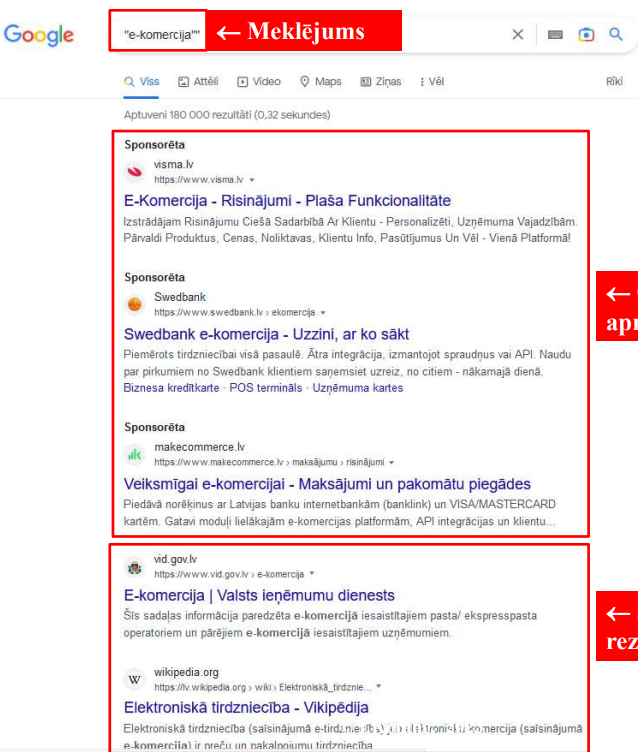 Google
"e-komercija""
← Meklējums
Viss
Attēli
Video
Maps
Ziņas
Vēl
Rīki
Aptuveni 180 000 rezultāti (0,32 sekundes)
Sponsorēta
visma.lv
https://www.visma.lv
E-Komercija - Risinājumi - Plaša Funkcionalitāte
Izstrādājam Risinājumu Ciešā Sadarbībā Ar Klientu - Personalizēti, Uzņēmuma Vajadzībām.
Pārvaldi Produktus, Cenas, Noliktavas, Klientu Info, Pasūtījumus Un Vēl - Vienā Platformā!
Sponsorēta
Swedbank
https://www.swedbank.lv › ekomercija
Swedbank e-komercija - Uzzini, ar ko sākt
←
apr
Piemērots tirdzniecībai visā pasaulē. Ātra integrācija, izmantojot spraudņus vai API. Naudu
par pirkumiem no Swedbank klientiem saņemsiet uzreiz, no citiem - nākamajā dienā.
Biznesa kredītkarte · POS termināls · Uzņēmuma kartes
Sponsorēta
makecommerce.lv
https://www.makecommerce.lv › maksājumu › risinājumi
Veiksmīgai e-komercijai - Maksājumi un pakomātu piegādes
Piedāvā norēķinus ar Latvijas banku internetbankām (banklink) un VISA/MASTERCARD
kartēm. Gatavi moduļi lielākajām e-komercijas platformām, API integrācijas un klientu...
vid.gov.lv
https://www.vid.gov.lv › e-komercija
E-komercija | Valsts ieņēmumu dienests
←
rez
Šīs sadaļas informācija paredzēta e-komercijā iesaistītajiem pasta/ ekspresspasta
operatoriem un pārējiem e-komercijā iesaistītajiem uzņēmumiem.
W
wikipedia.org
https://lv.wikipedia.org › wiki › Elektroniskā_tirdznie...
Elektroniskā tirdzniecība - Vikipēdija
Elektroniskā tirdzniecība (saīsinājumā e-tirdzniecība) jeb elektroniskā komercija (saīsinājumā
e-komercija) ir preču un pakalpojumu tirdzniecība